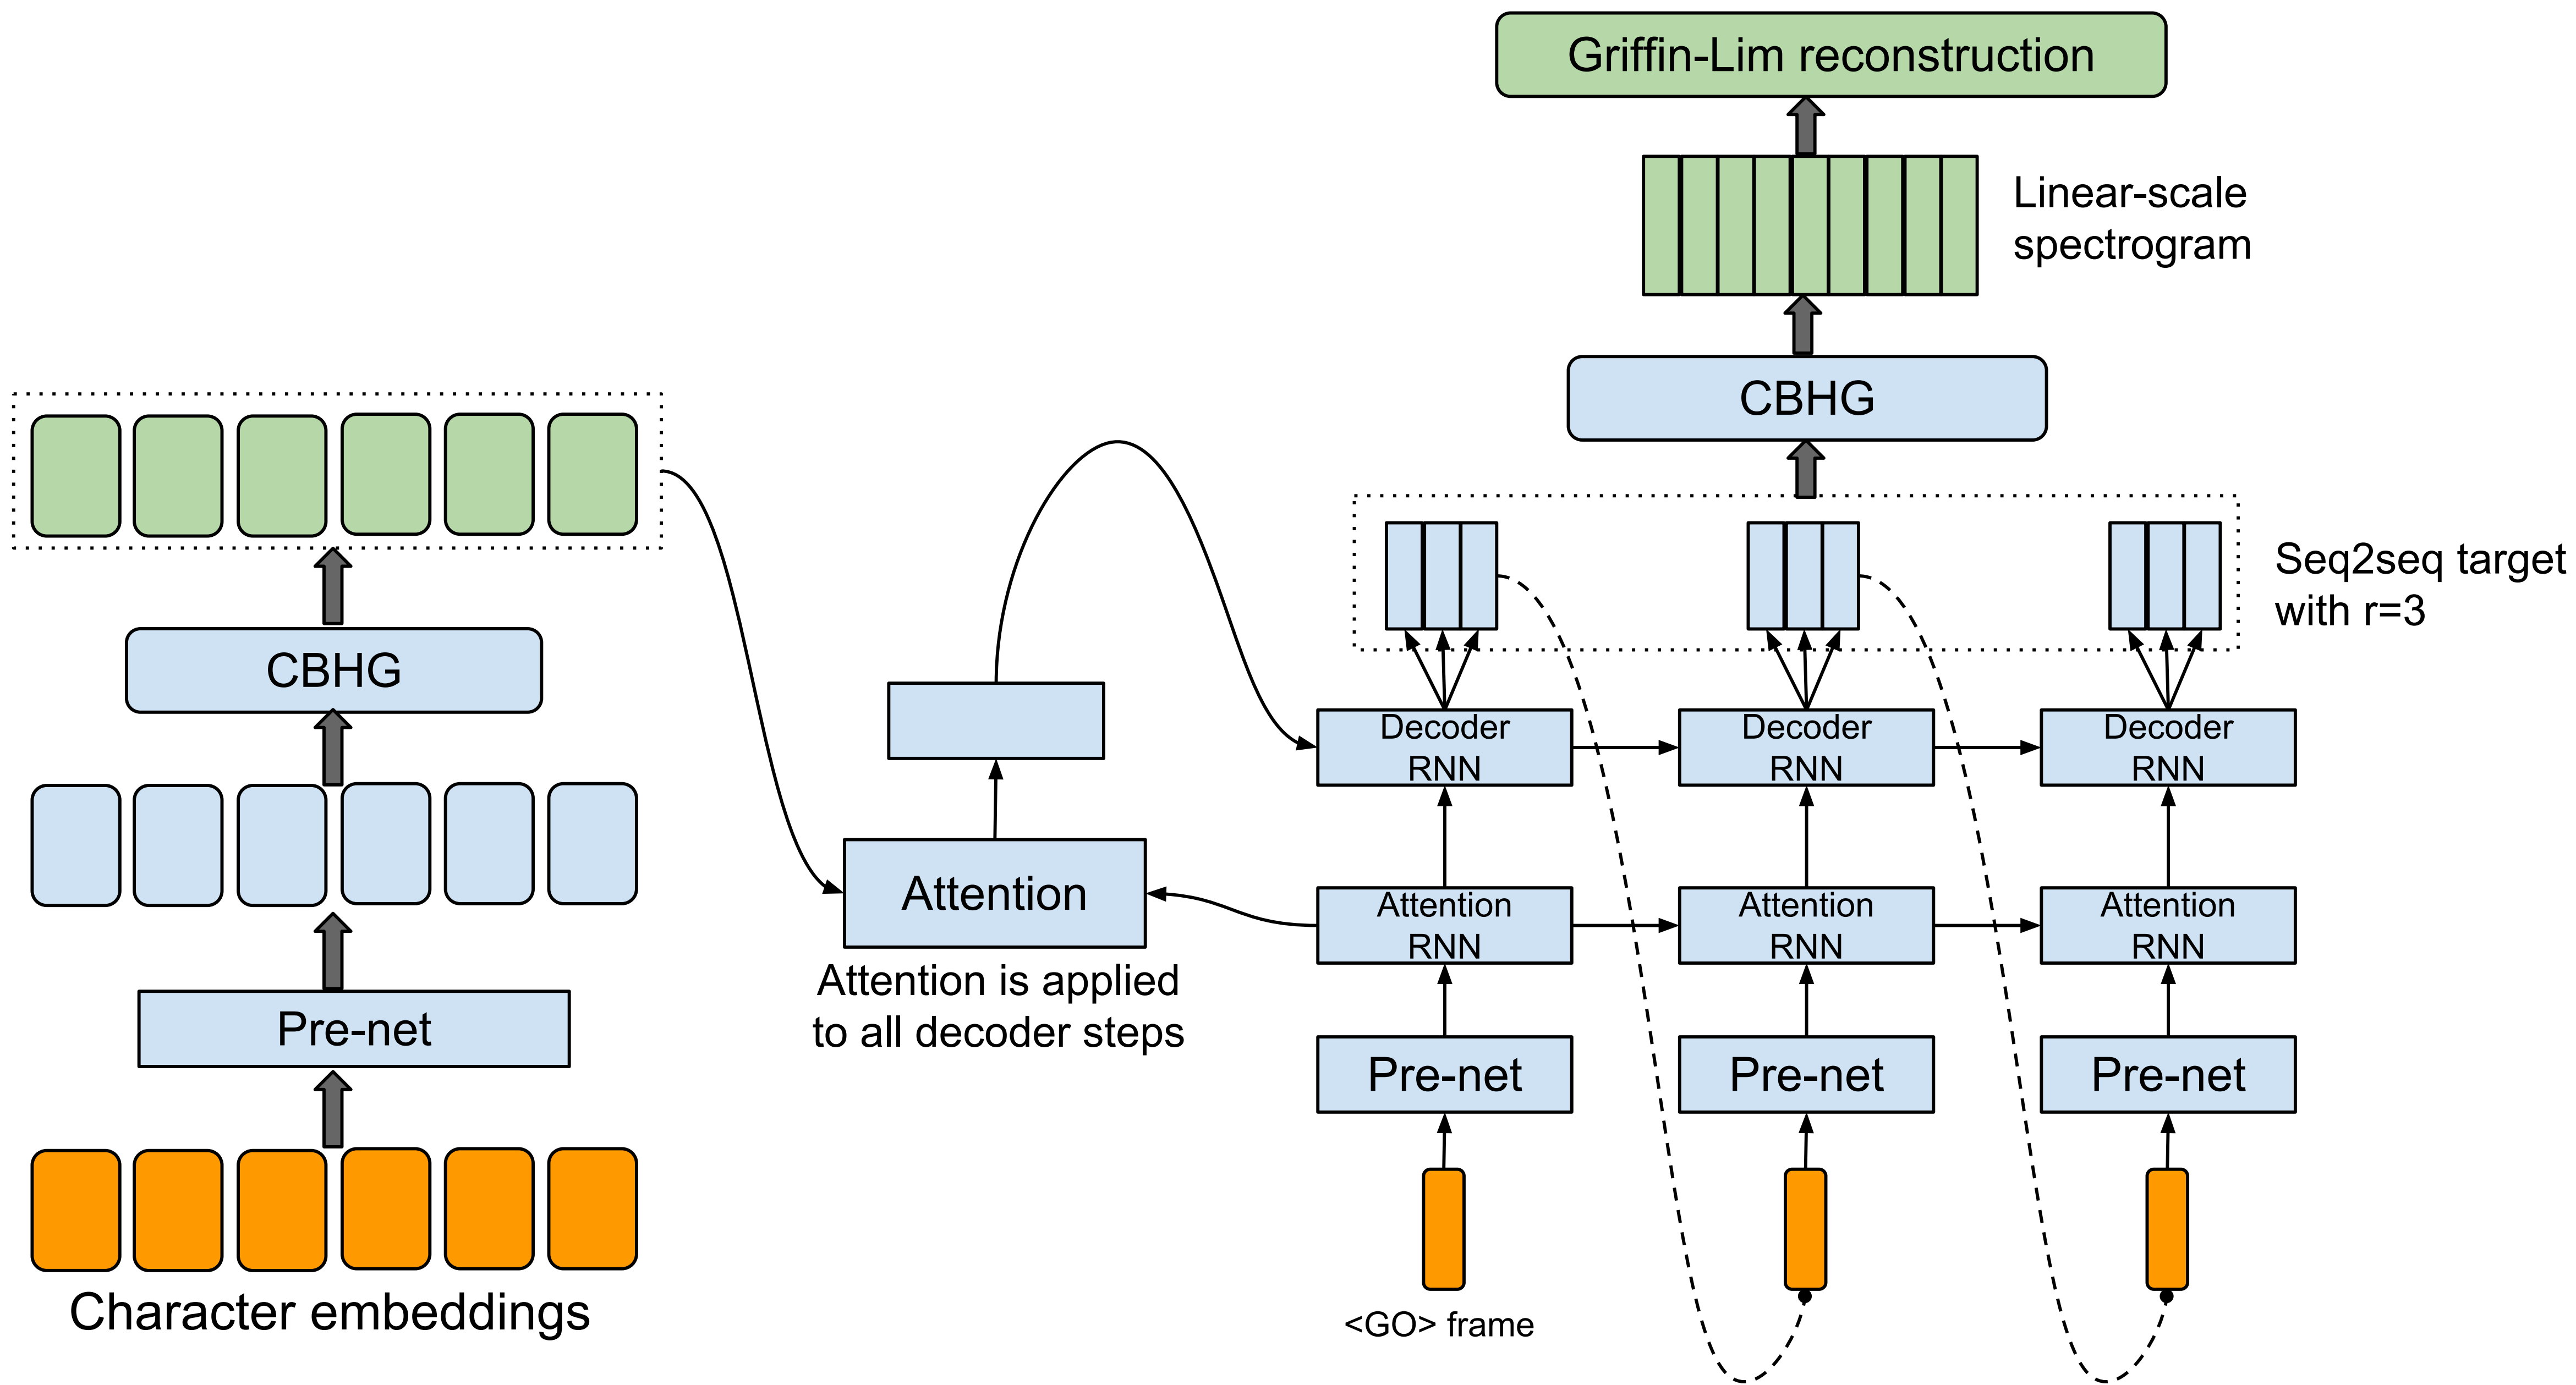 Griffin-Lim reconstruction
Linear-scale
spectrogram
CBHG
Seq2seq target
with r=3
CBHG
Pre-net
Character embeddings
Attention
Attention is applied
to all decoder steps
Decoder
RNN
Decoder
RNN
Decoder
RNN
Attention
RNN
Attention
RNN
Attention
RNN
Pre-net
Pre-net
Pre-net
<GO> frame